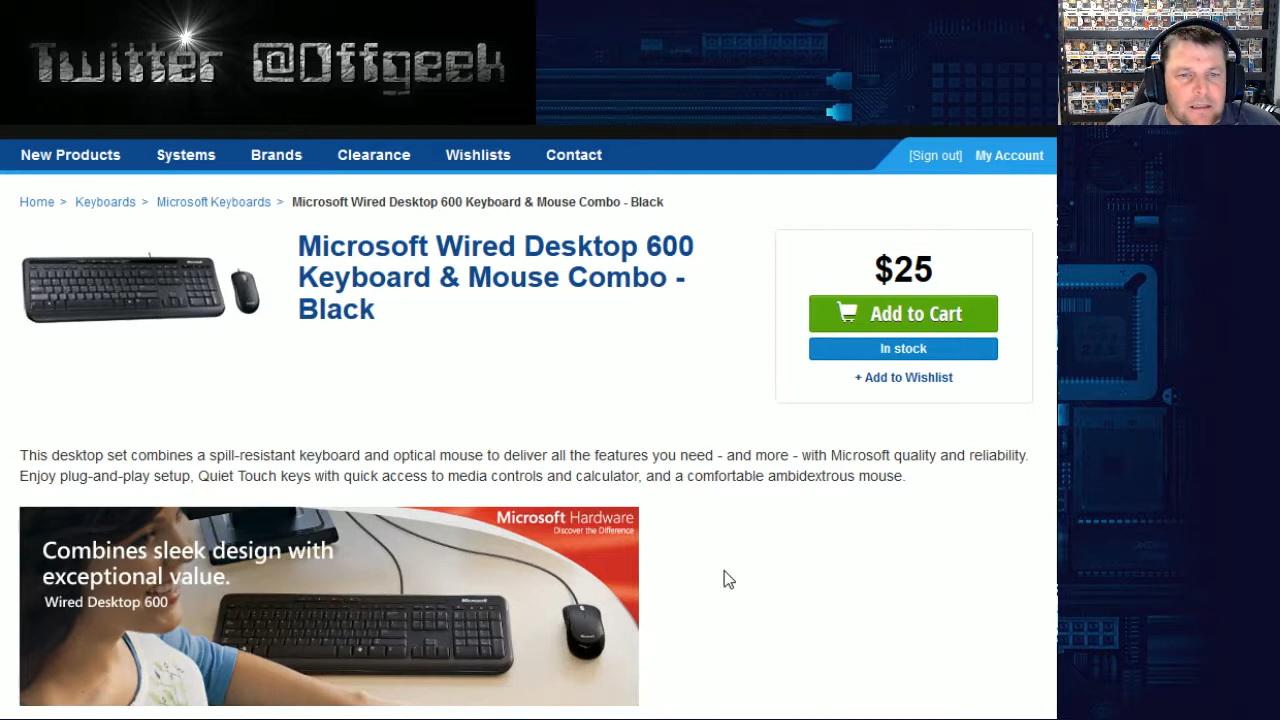 Twitter @Offgeek
New Products Systems Brands Clearance Wishlists Contact [Sign out] My Account
Home > Keyboards > Microsoft Keyboards > Microsoft Wired Desktop 600 Keyboard & Mouse Combo - Black
Microsoft Wired Desktop 600
Keyboard & Mouse Combo -
Black
$25
Add to Cart
In stock
+ Add to Wishlist
This desktop set combines a spill-resistant keyboard and optical mouse to deliver all the features you need - and more - with Microsoft quality and reliability.
Enjoy plug-and-play setup, Quiet Touch keys with quick access to media controls and calculator, and a comfortable ambidextrous mouse.
Microsoft Hardware
Discover the Difference
Combines sleek design with
exceptional value.
Wired Desktop 600
Microsoft